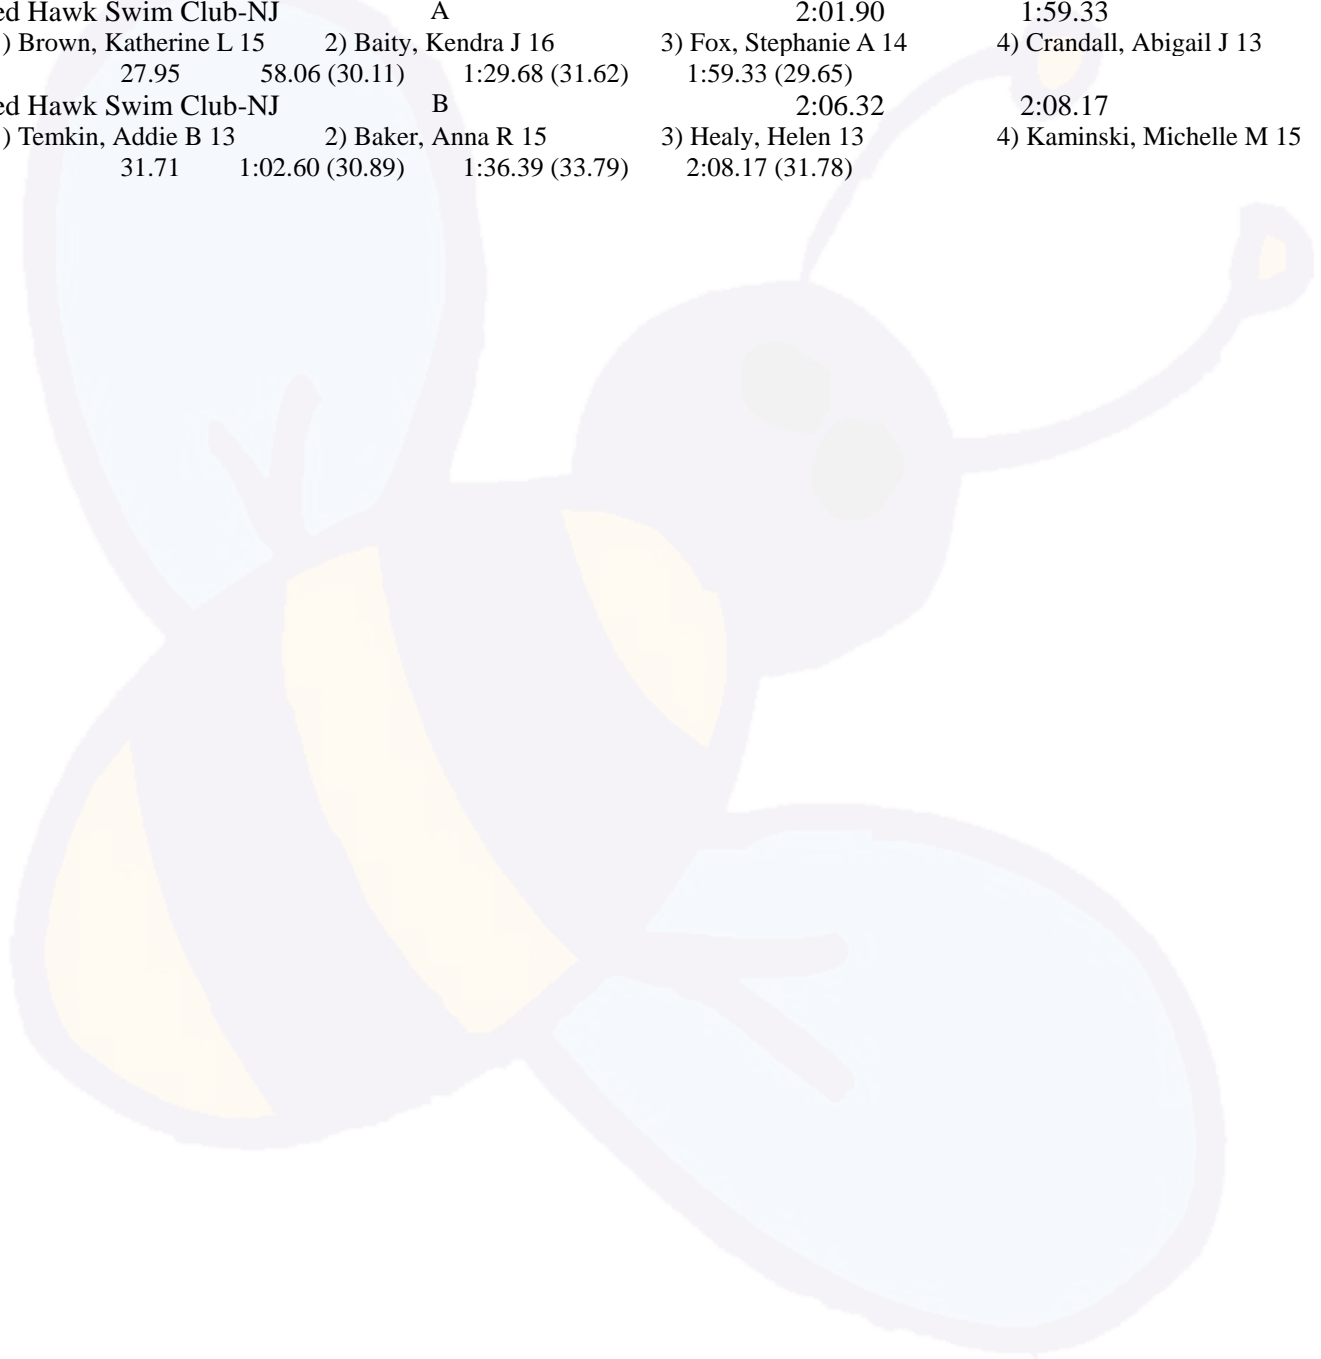 ed Hawk Swim Club-NJ A 2:01.90 1:59.33
) Brown, Katherine L 15 2) Baity, Kendra J 16 3) Fox, Stephanie A 14 4) Crandall, Abigail J 13
27.95 58.06 (30.11) 1:29.68 (31.62) 1:59.33 (29.65)
ed Hawk Swim Club-NJ B 2:06.32 2:08.17
) Temkin, Addie B 13 2) Baker, Anna R 15 3) Healy, Helen 13 4) Kaminski, Michelle M 15
31.71 1:02.60 (30.89) 1:36.39 (33.79) 2:08.17 (31.78)